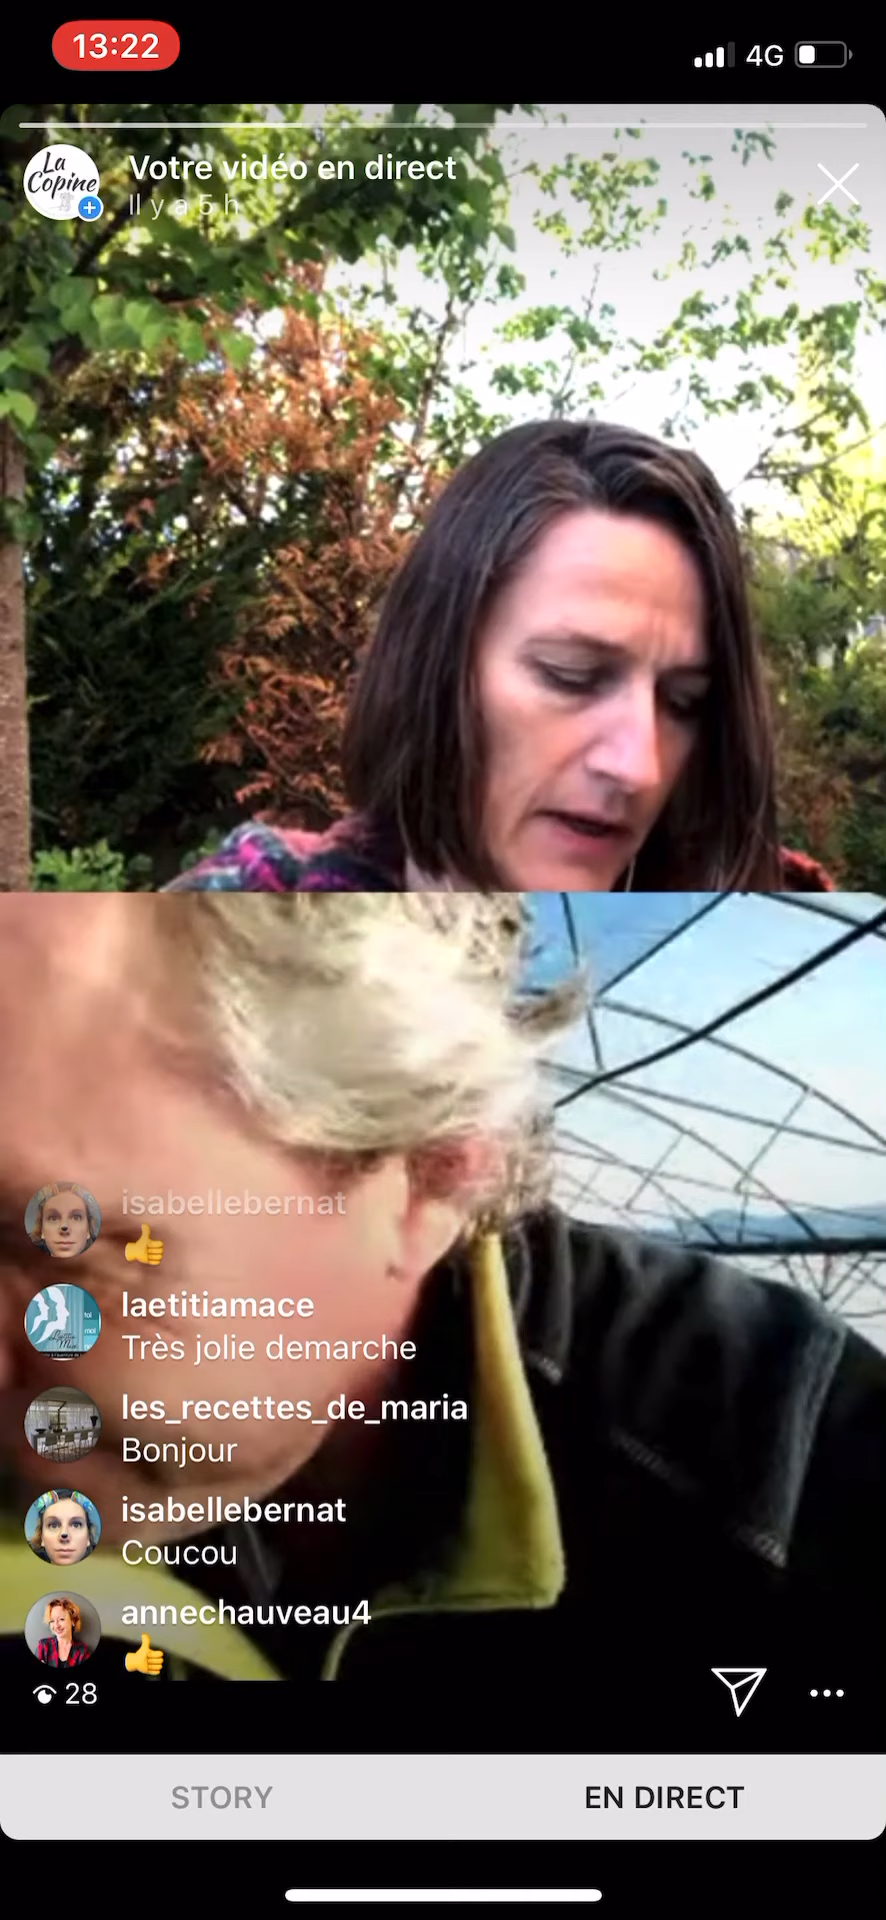 13:22
4G
La
Copine
Votre vidéo en direct
Il y a 5 h
isabellebernat
👍
laetitiamace
Très jolie demarche
les_recettes_de_maria
Bonjour
isabellebernat
Coucou
annechauveau4
👍
28
STORY
EN DIRECT